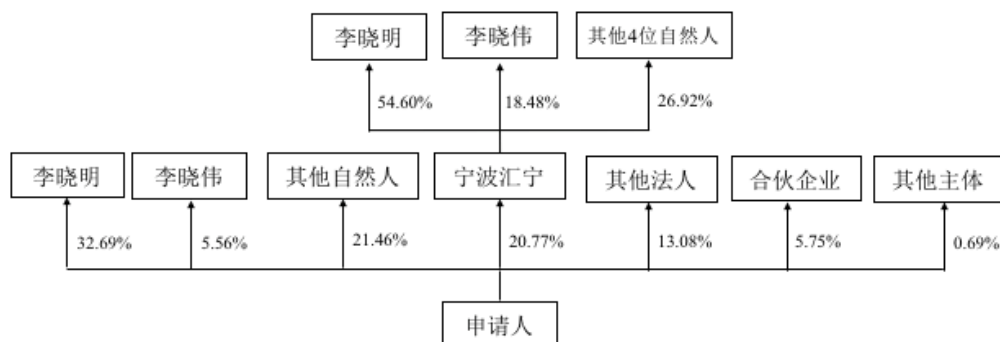 李晓明 李晓伟 其他4位自然人
54.60% 18.48% 26.92%
李晓明 李晓伟 其他自然人 宁波汇宁 其他法人 合伙企业 其他主体
32.69% 5.56% 21.46% 20.77% 13.08% 5.75% 0.69%
申请人